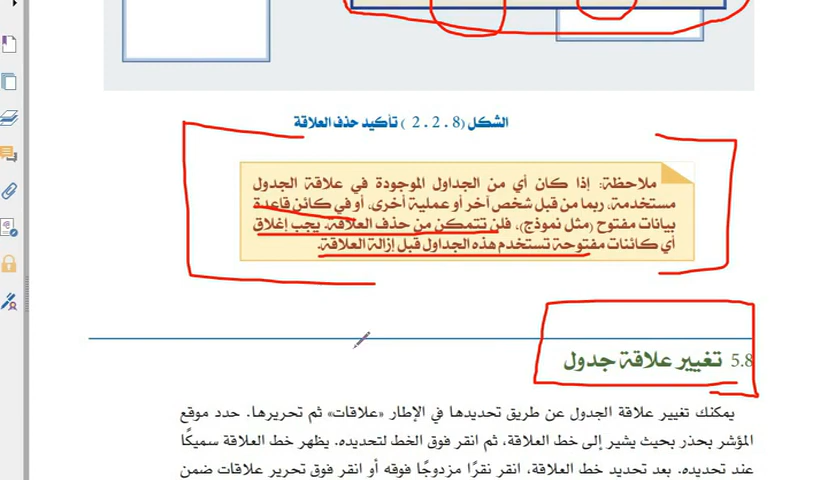 الشكل (2.2.8) تأكيد حذف العلاقة
ملاحظة: إذا كان أي من الجداول الموجودة في علاقة الجدول
مستخدمة، ربما من قبل شخص آخر أو عملية أخرى، أو في كائن قاعدة
بيانات مفتوح (مثل نموذج)، فلن تتمكن من حذف العلاقة. يجب إغلاق
أي كائنات مفتوحة تستخدم هذه الجداول قبل إزالة العلاقة.
5.8 تغيير علاقة جدول
يمكنك تغيير علاقة الجدول عن طريق تحديدها في الإطار «علاقات» ثم تحريرها. حدد موقع
المؤشر بحذر بحيث يشير إلى خط العلاقة، ثم انقر فوق الخط لتحديده. يظهر خط العلاقة سميكًا
عند تحديده. بعد تحديد خط العلاقة، انقر نقرًا مزدوجًا فوقه أو انقر فوق تحرير علاقات ضمن